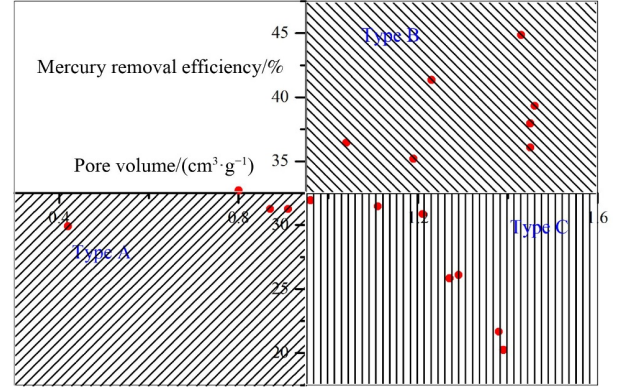 45
Type B
Mercury removal efficiency/%
40
Pore volume/(cm³·g⁻¹)
35
0.4
0.8
1.2
1.6
30
Type C
Type A
25
20